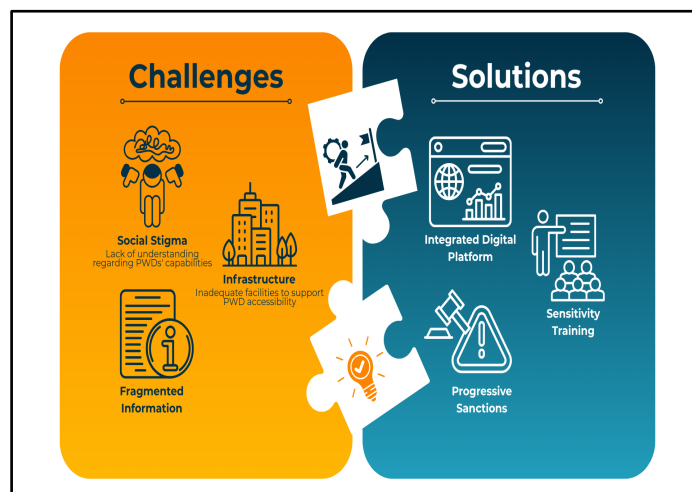 Challenges
Social Stigma
Lack of understanding
regarding PWDs' capabilities
Infrastructure
Inadequate facilities to support
PWD accessibility
Fragmented
Information
Solutions
Integrated Digital
Platform
Sensitivity
Training
Progressive
Sanctions